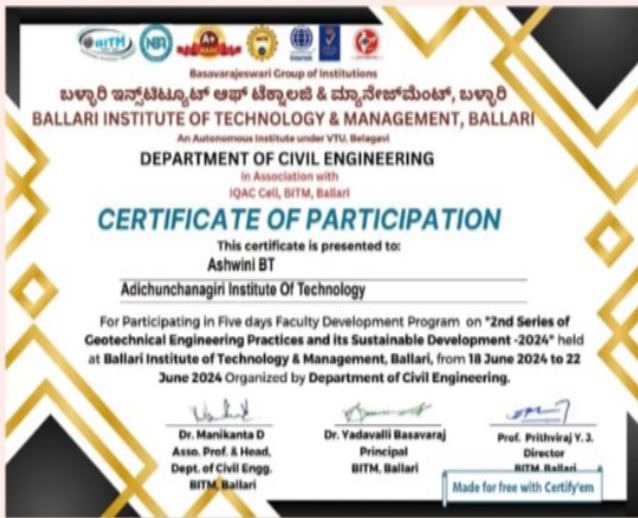 aITM
NBA
A+
NAAC
Basavarajeswari Group of Institutions
ಬಳ್ಳಾರಿ ಇನ್ಸ್‌ಟಿಟ್ಯೂಟ್ ಆಫ್ ಟೆಕ್ನಾಲಜಿ & ಮ್ಯಾನೇಜ್‌ಮೆಂಟ್, ಬಳ್ಳಾರಿ
BALLARI INSTITUTE OF TECHNOLOGY & MANAGEMENT, BALLARI
An Autonomous Institute under VTU, Belagavi
DEPARTMENT OF CIVIL ENGINEERING
In Association with
IQAC Cell, BITM, Ballari
CERTIFICATE OF PARTICIPATION
This certificate is presented to:
Ashwini BT
Adichunchanagiri Institute Of Technology
For Participating in Five days Faculty Development Program on "2nd Series of
Geotechnical Engineering Practices and its Sustainable Development -2024" held
at Ballari Institute of Technology & Management, Ballari, from 18 June 2024 to 22
June 2024 Organized by Department of Civil Engineering.
Dr. Manikanta D
Asso. Prof. & Head,
Dept. of Civil Engg.
BITM, Ballari
Dr. Yadavalli Basavaraj
Principal
BITM, Ballari
Prof. Prithviraj Y. J.
Director
BITM, Ballari
Made for free with Certify'em